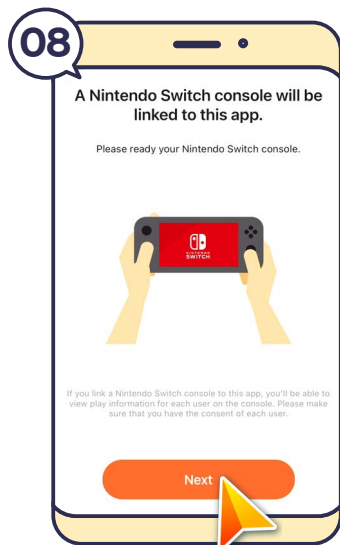 08
A Nintendo Switch console will be
linked to this app.
Please ready your Nintendo Switch console.
NINTENDO
SWITCH
If you link a Nintendo Switch console to this app, you'll be able to
view play information for each user on the console. Please make
sure that you have the consent of each user.
Next